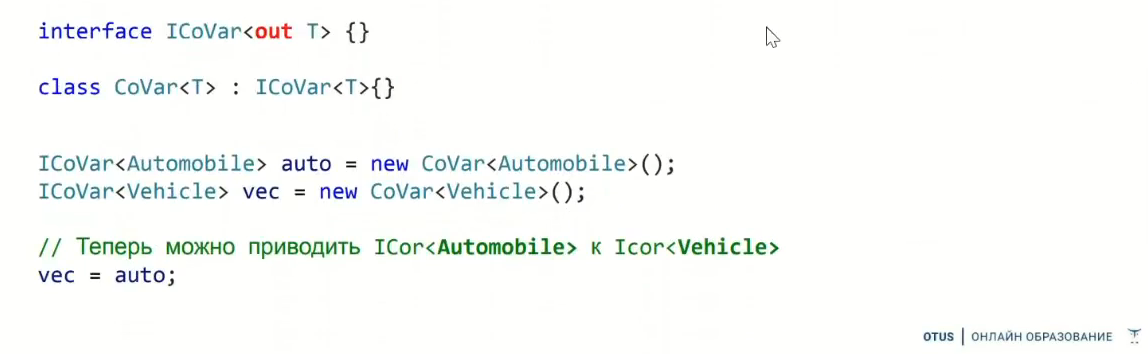 interface ICoVar<out T> {}
class CoVar<T> : ICoVar<T>{}
ICoVar<Automobile> auto = new CoVar<Automobile>();
ICoVar<Vehicle> vec = new CoVar<Vehicle>();
// Теперь можно приводить ICor<Automobile> к Icor<Vehicle>
vec = auto;
OTUS | ОНЛАЙН ОБРАЗОВАНИЕ